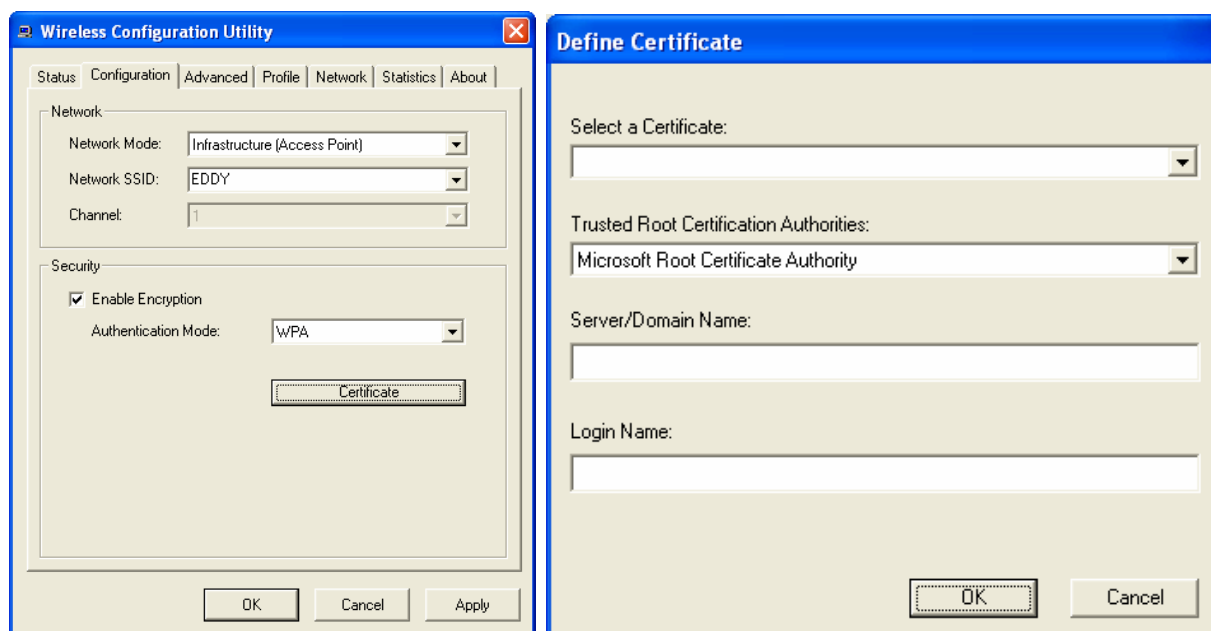 Wireless Configuration Utility
Status Configuration Advanced Profile Network Statistics About
Network
Network Mode: Infrastructure (Access Point)
Network SSID: EDDY
Channel: 1
Security
Enable Encryption
Authentication Mode: WPA
Certificate
OK Cancel Apply
Define Certificate
Select a Certificate:
Trusted Root Certification Authorities:
Microsoft Root Certificate Authority
Server/Domain Name:
Login Name:
OK Cancel